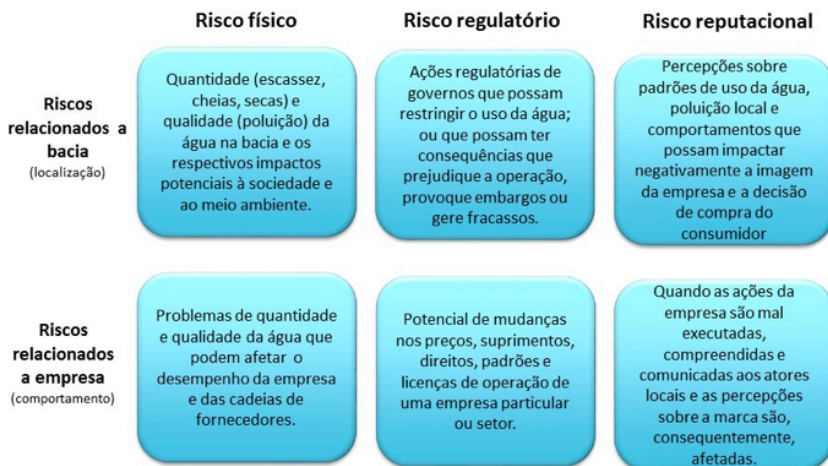 Risco físico
Risco regulatório
Risco reputacional
Riscos
relacionados a
bacia
(localização)
Quantidade (escassez,
cheias, secas) e
qualidade (poluição) da
água na bacia e os
respectivos impactos
potenciais à sociedade e
ao meio ambiente.
Ações regulatórias de
governos que possam
restringir o uso da água;
ou que possam ter
consequências que
prejudique a operação,
provoque embargos ou
gere fracassos.
Percepções sobre
padrões de uso da água,
poluição local e
comportamentos que
possam impactar
negativamente a imagem
da empresa e a decisão
de compra do
consumidor
Riscos
relacionados
a empresa
(comportamento)
Problemas de quantidade
e qualidade da água que
podem afetar o
desempenho da empresa
e das cadeias de
fornecedores.
Potencial de mudanças
nos preços, suprimentos,
direitos, padrões e
licenças de operação de
uma empresa particular
ou setor.
Quando as ações da
empresa são mal
executadas,
compreendidas e
comunicadas aos atores
locais e as percepções
sobre a marca são,
consequentemente,
afetadas.